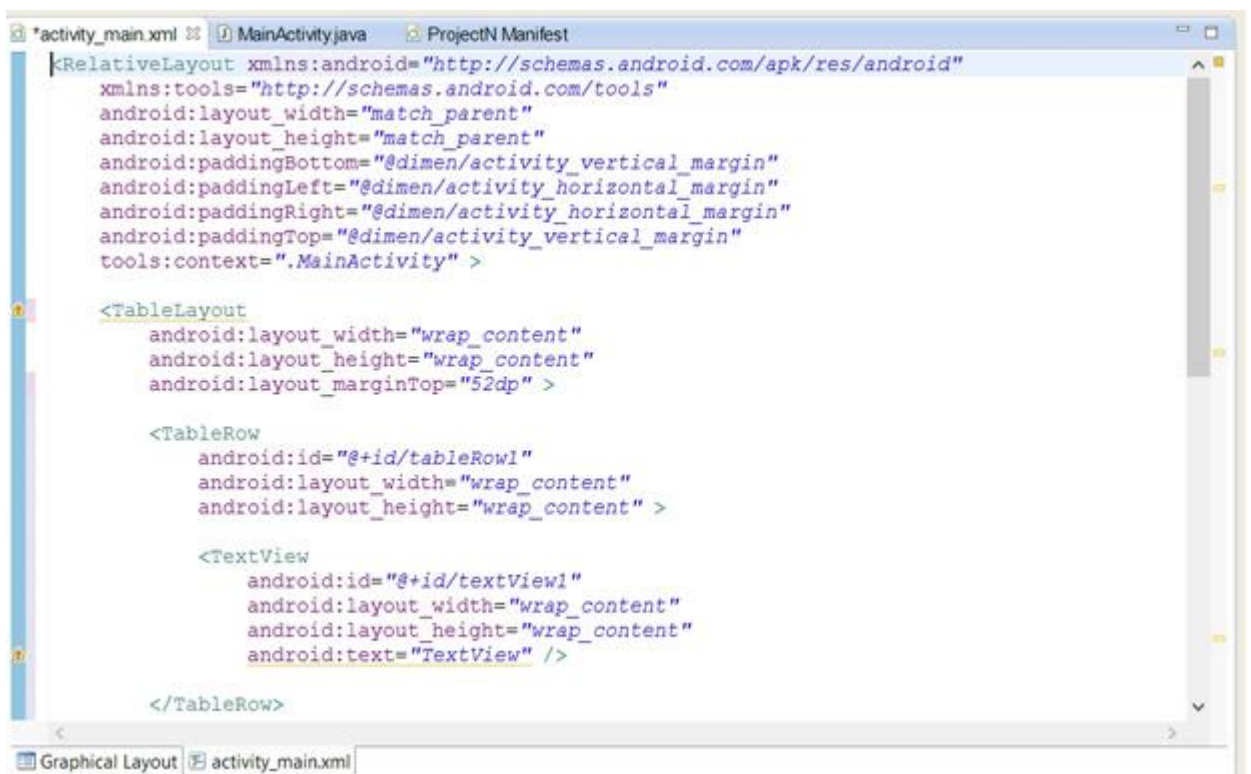 *activity_main.xml MainActivity.java ProjectN Manifest
<RelativeLayout xmlns:android="http://schemas.android.com/apk/res/android"
xmlns:tools="http://schemas.android.com/tools"
android:layout_width="match_parent"
android:layout_height="match_parent"
android:paddingBottom="@dimen/activity_vertical_margin"
android:paddingLeft="@dimen/activity_horizontal_margin"
android:paddingRight="@dimen/activity_horizontal_margin"
android:paddingTop="@dimen/activity_vertical_margin"
tools:context=".MainActivity" >
<TableLayout
android:layout_width="wrap_content"
android:layout_height="wrap_content"
android:layout_marginTop="52dp" >
<TableRow
android:id="@+id/tableRow1"
android:layout_width="wrap_content"
android:layout_height="wrap_content" >
<TextView
android:id="@+id/textView1"
android:layout_width="wrap_content"
android:layout_height="wrap_content"
android:text="TextView" />
</TableRow>
Graphical Layout activity_main.xml